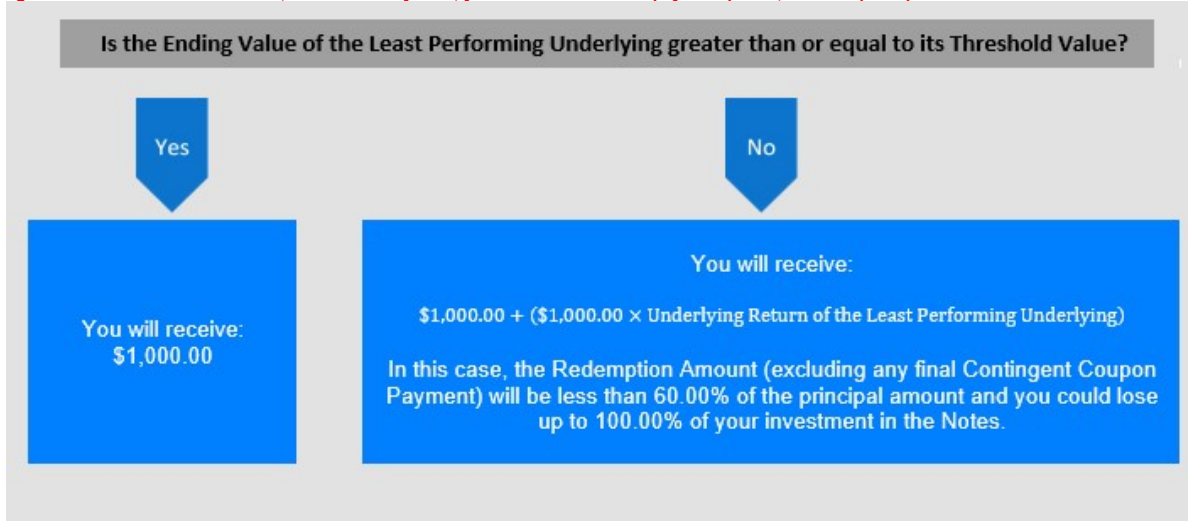 Is the Ending Value of the Least Performing Underlying greater than or equal to its Threshold Value?
Yes
No
You will receive:
$1,000.00
You will receive:
$1,000.00 + ($1,000.00 × Underlying Return of the Least Performing Underlying)
In this case, the Redemption Amount (excluding any final Contingent Coupon
Payment) will be less than 60.00% of the principal amount and you could lose
up to 100.00% of your investment in the Notes.